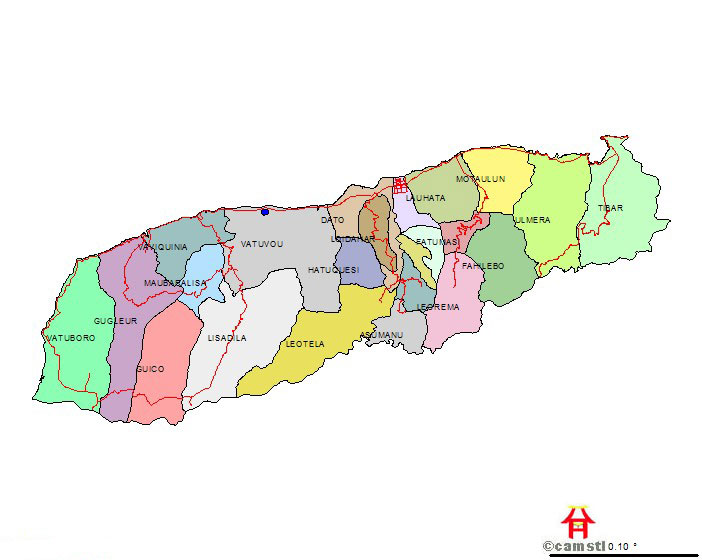 MOTAULUN
LAUHATA
TIBAR
DATO
ULMERA
LOIDAHAR
FATUMASI
VAVIQUINIA
VATUVOU
FAHILEBO
HATUQUESI
MAUBARALISA
LEOREMA
GUGLEUR
VATUBORO
LISADILA
ASUMANU
LEOTELA
GUICO
©camstl 0.10 °